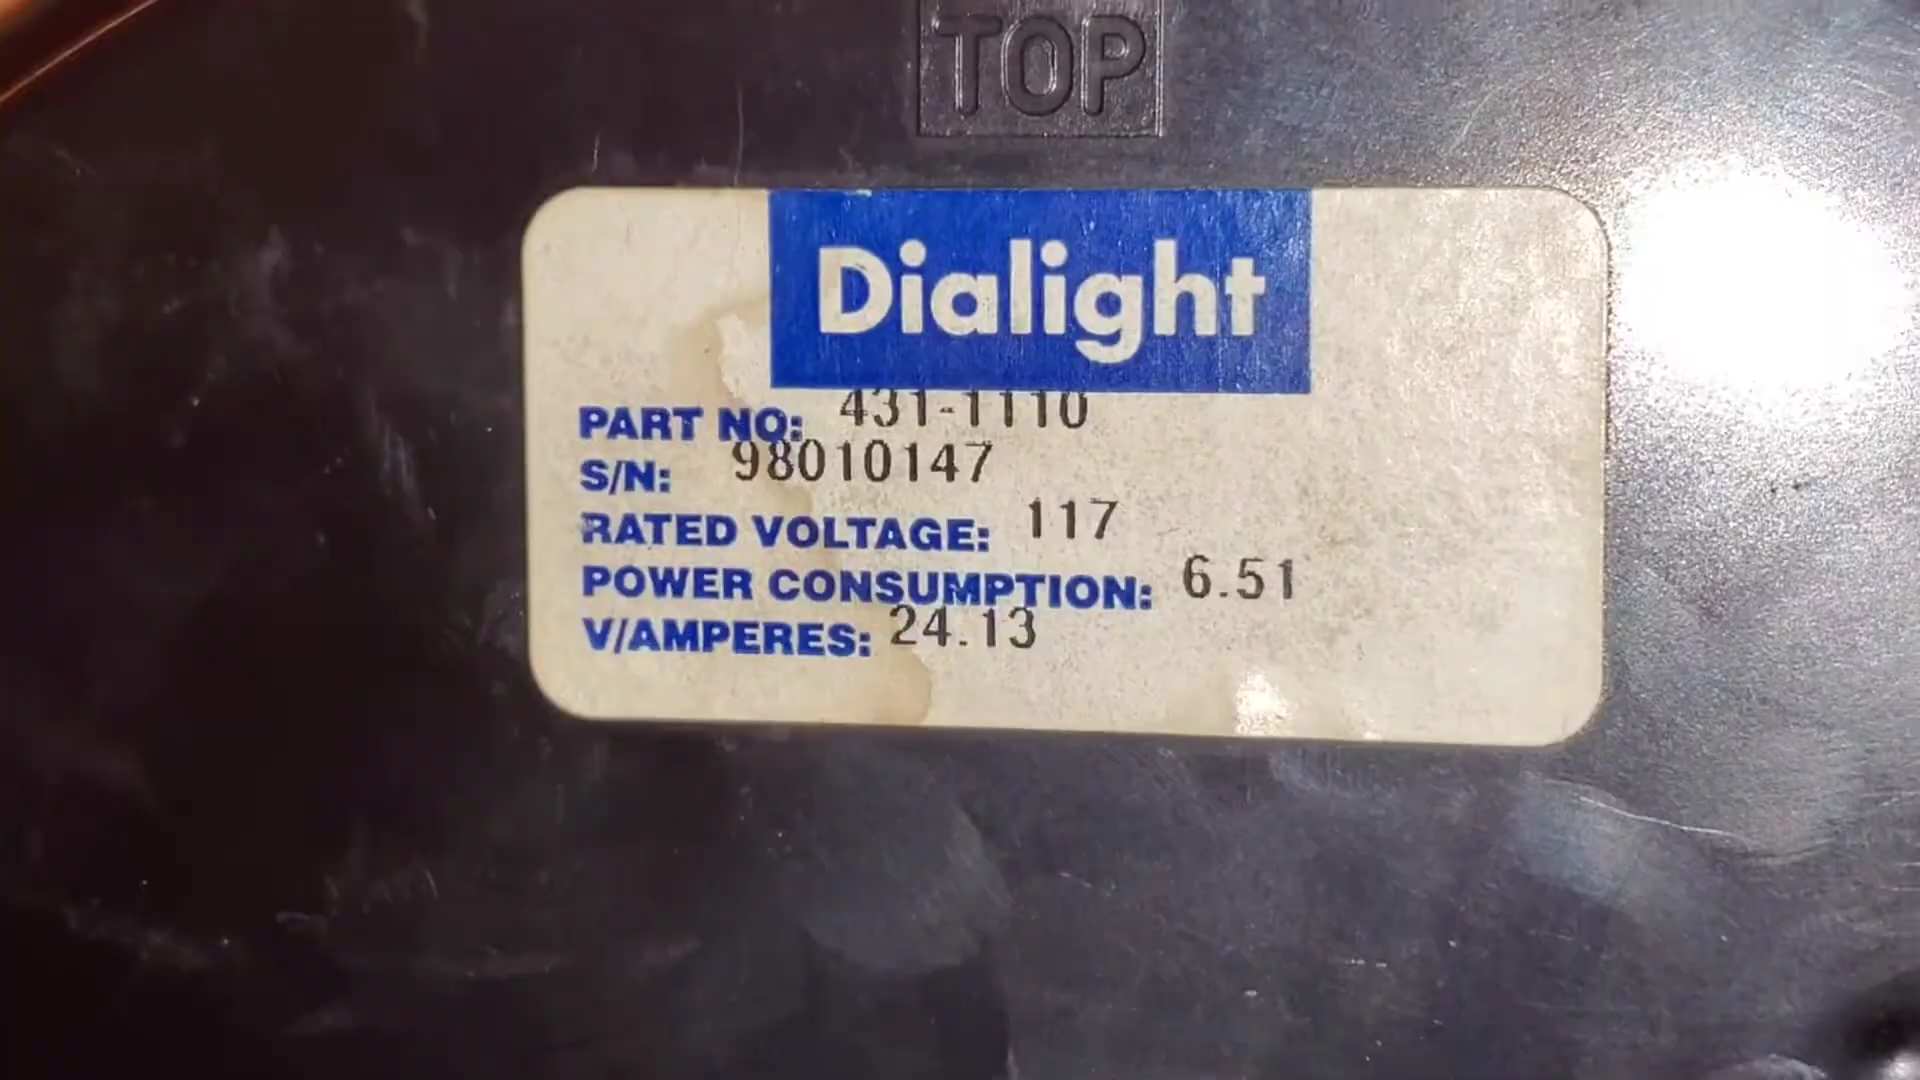 TOP
Dialight
PART NO: 431-1110
S/N: 98010147
RATED VOLTAGE: 117
POWER CONSUMPTION: 6.51
V/AMPERES: 24.13